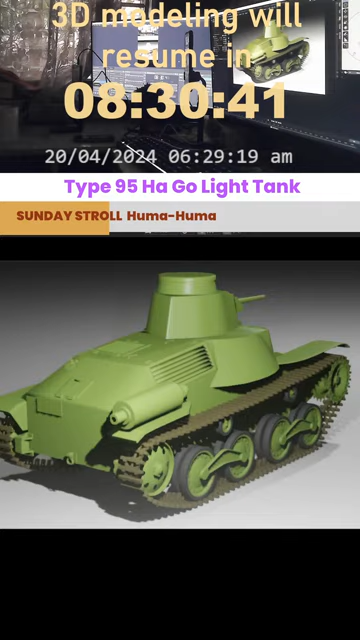 3D modeling will
resume in
08:30:41
20/04/2024 06:29:19 am
Type 95 Ha Go Light Tank
SUNDAY STROLL Huma-Huma